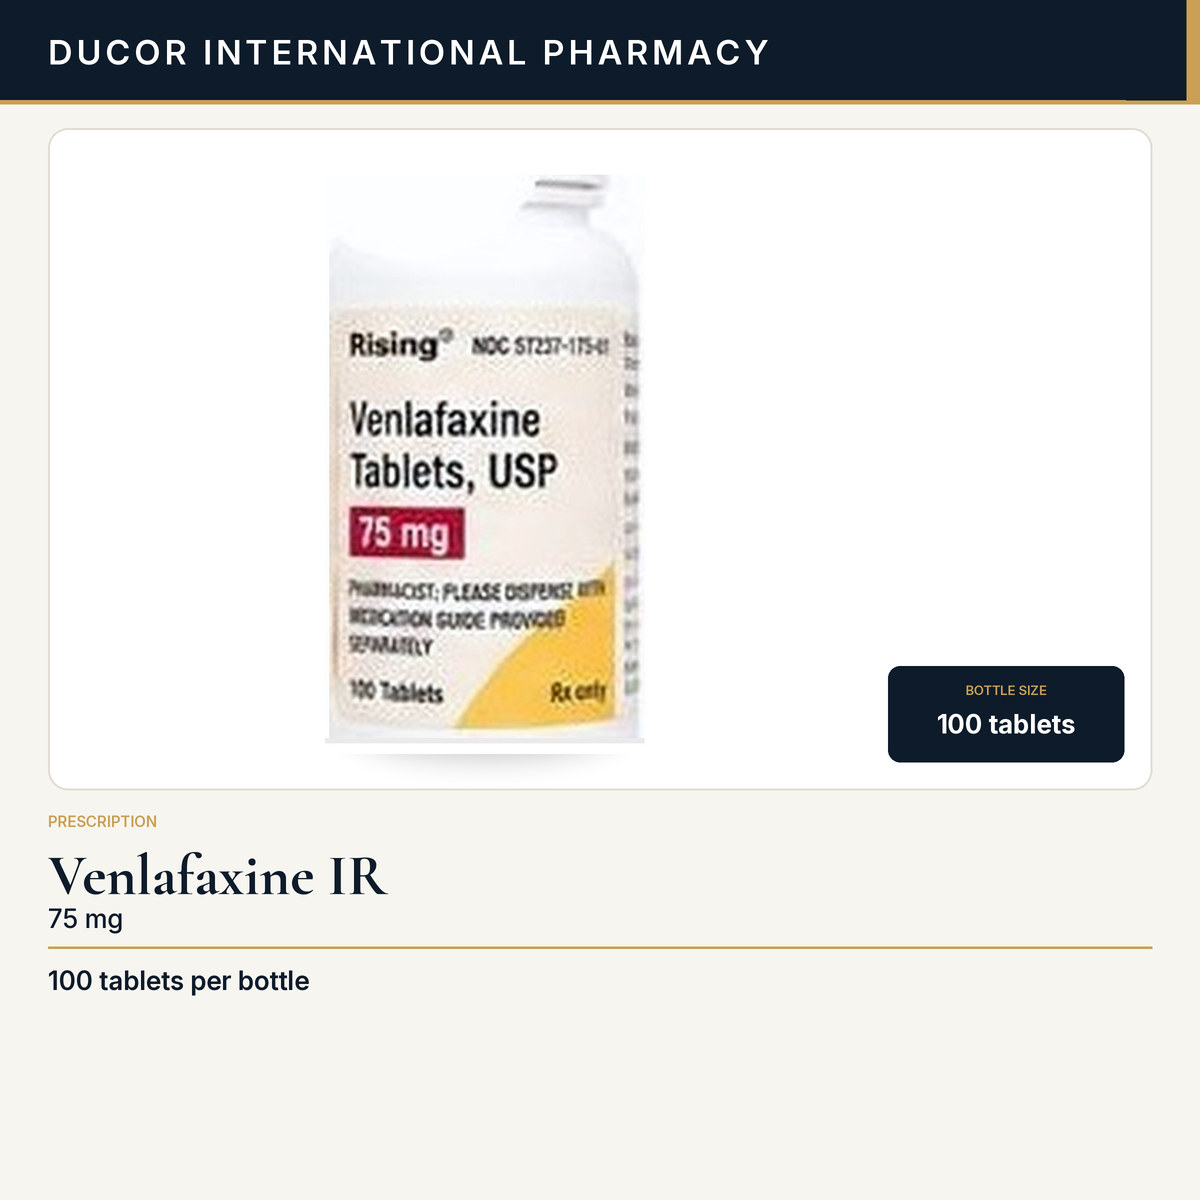 DUCOR INTERNATIONAL PHARMACY
Rising®
NDC 57237-175-01
Venlafaxine
Tablets, USP
75 mg
PHARMACIST: PLEASE DISPENSE WITH
MEDICATION GUIDE PROVIDED
SEPARATELY
100 Tablets
Rx only
BOTTLE SIZE
100 tablets
PRESCRIPTION
Venlafaxine IR
75 mg
100 tablets per bottle